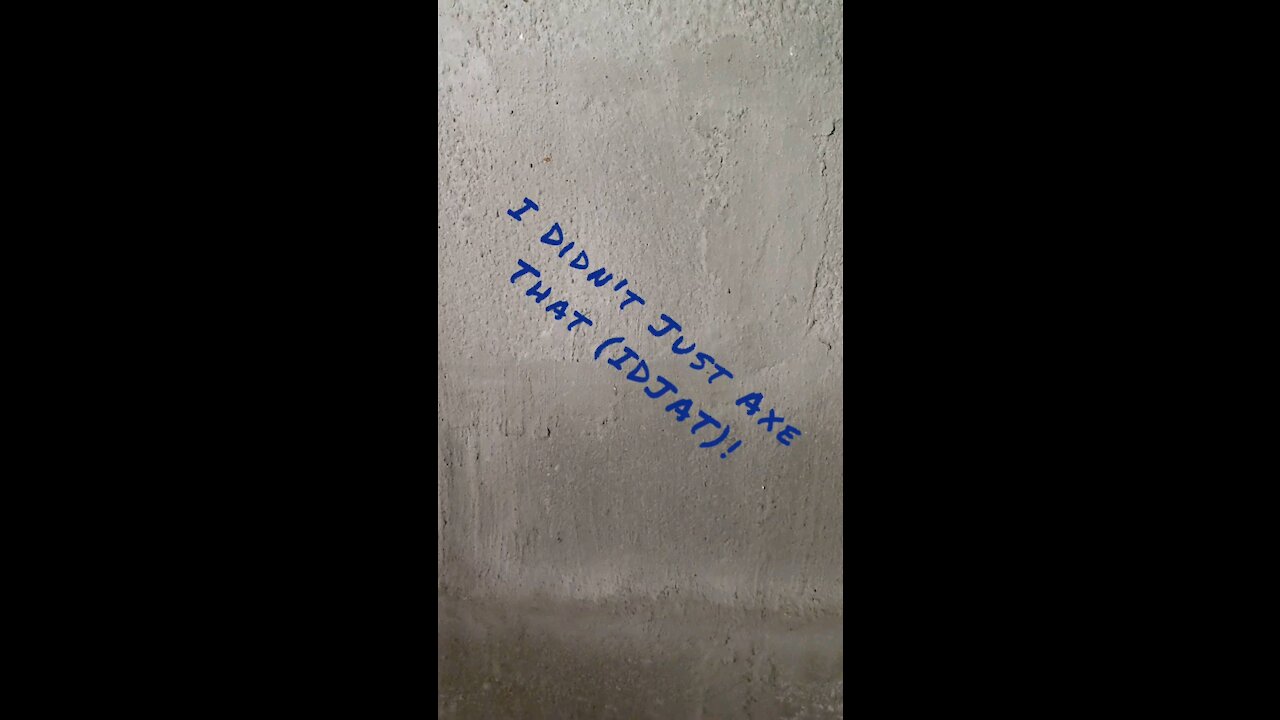 I DIDN'T JUST AXE
THAT (IDJAT)!